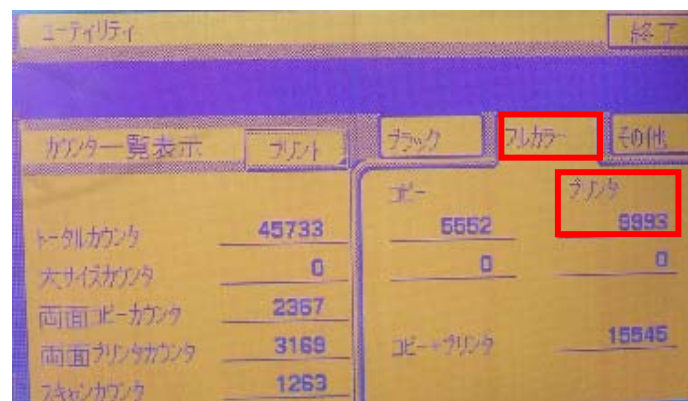 ユーティリティ 終了
カウンター覧表示 プリント ブラック フルカラー その他
コピー プリンタ
トータルカウンタ 45733 5552 9993
大サイズカウンタ 0 0 0
両面コピーカウンタ 2367
両面プリンタカウンタ 3169 コピー+プリンタ 15545
スキャンカウンタ 1263